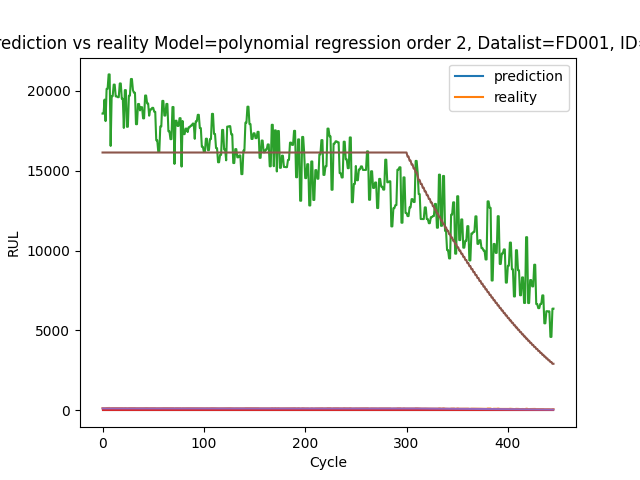 rediction vs reality Model=polynomial regression order 2, Datalist=FD001, ID=
prediction
reality
20000
15000
10000
5000
0
RUL
0 100 200 300 400
Cycle